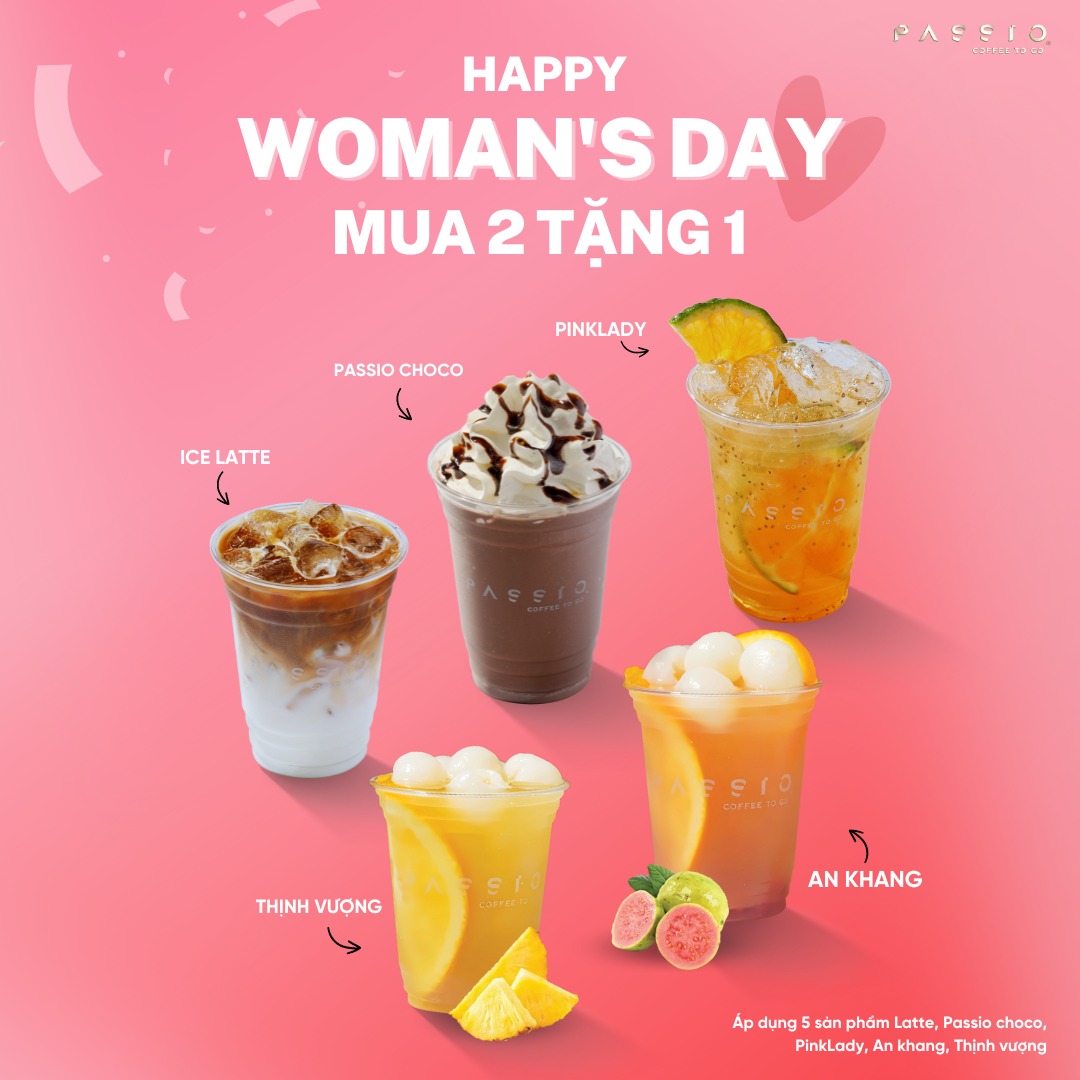 PASSIO
COFFEE TO GO
HAPPY
WOMAN'S DAY
MUA 2 TẶNG 1
PINKLADY
PASSIO CHOCO
ICE LATTE
PASSIO
COFFEE TO GO
PASSIO
COFFEE TO GO
PASSIO
PASSIO
COFFEE TO GO
AN KHANG
PASSIO
COFFEE TO
THỊNH VƯỢNG
Áp dụng 5 sản phẩm Latte, Passio choco,
PinkLady, An khang, Thịnh vượng